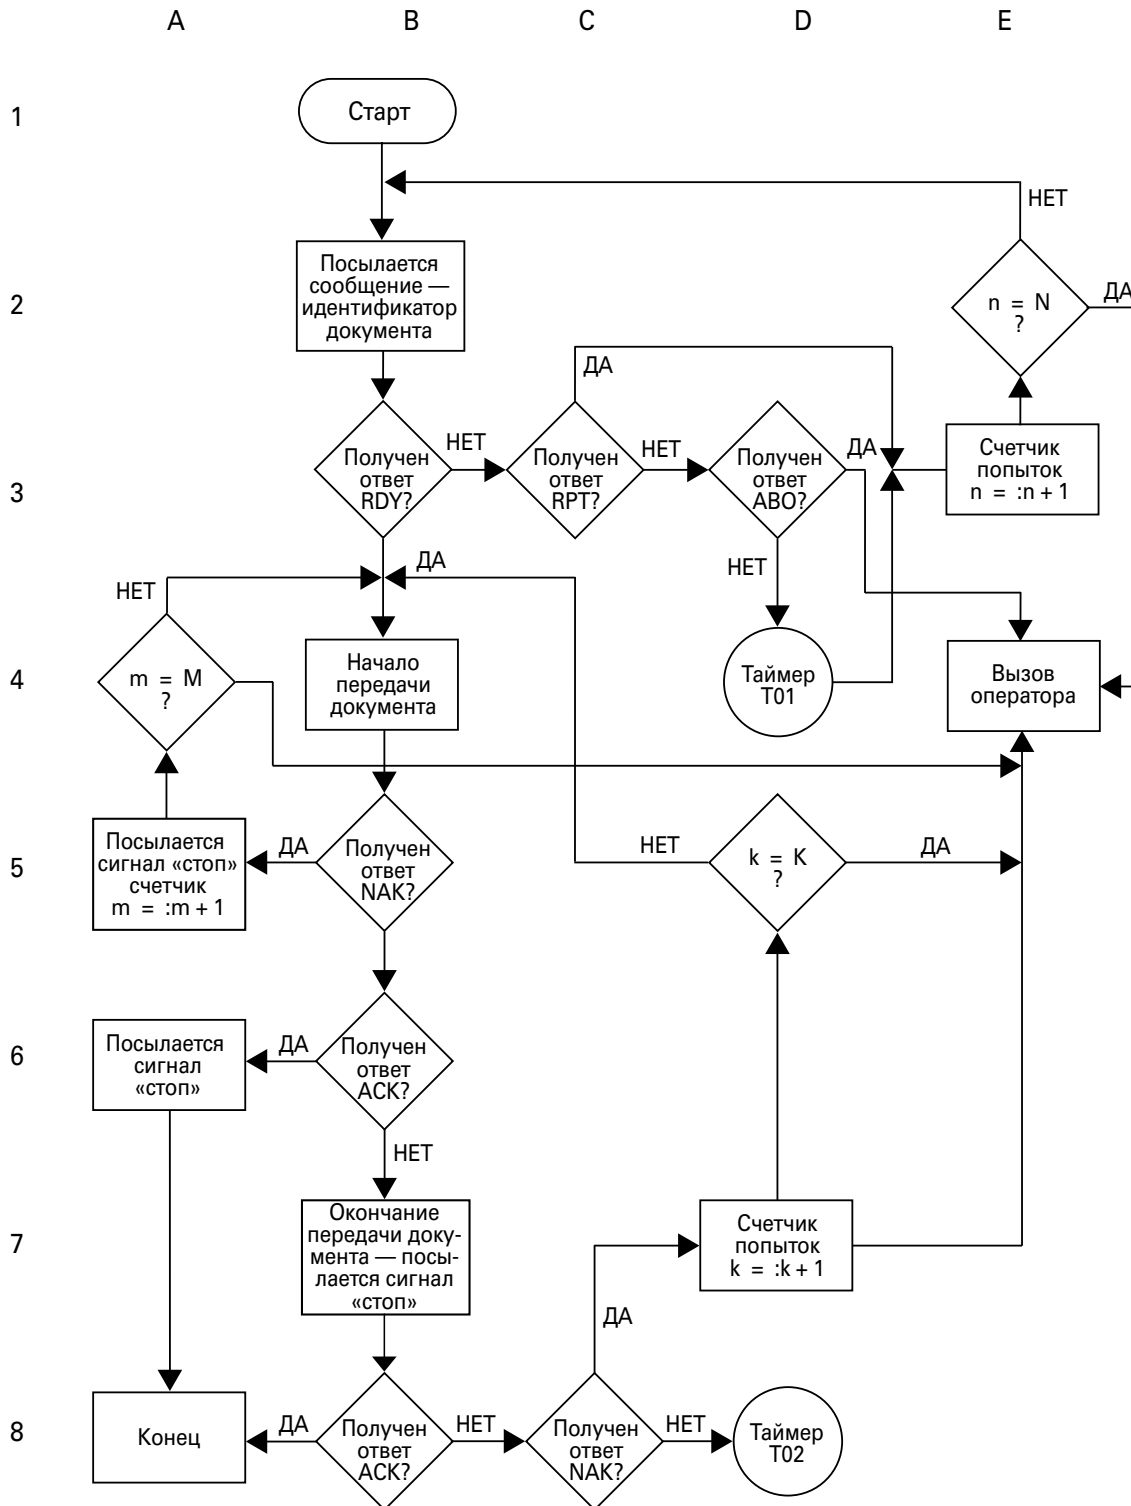 A B C D E
1
Старт
НЕТ
2
Посылается
сообщение —
идентификатор
документа
n = N
?
ДА
ДА
3
Получен
ответ
RDY?
НЕТ
Получен
ответ
RPT?
НЕТ
Получен
ответ
ABO?
ДА
Счетчик
попыток
n = :n + 1
НЕТ
ДА
НЕТ
4
m = M
?
Начало
передачи
документа
Таймер
T01
Вызов
оператора
5
Посылается
сигнал «стоп»
счетчик
m = :m + 1
ДА
Получен
ответ
NAK?
НЕТ
k = K
?
ДА
6
Посылается
сигнал
«стоп»
ДА
Получен
ответ
ACK?
НЕТ
7
Окончание
передачи доку-
мента — посы-
лается сигнал
«стоп»
Счетчик
попыток
k = :k + 1
ДА
8
Конец
ДА
Получен
ответ
ACK?
НЕТ
Получен
ответ
NAK?
НЕТ
Таймер
T02